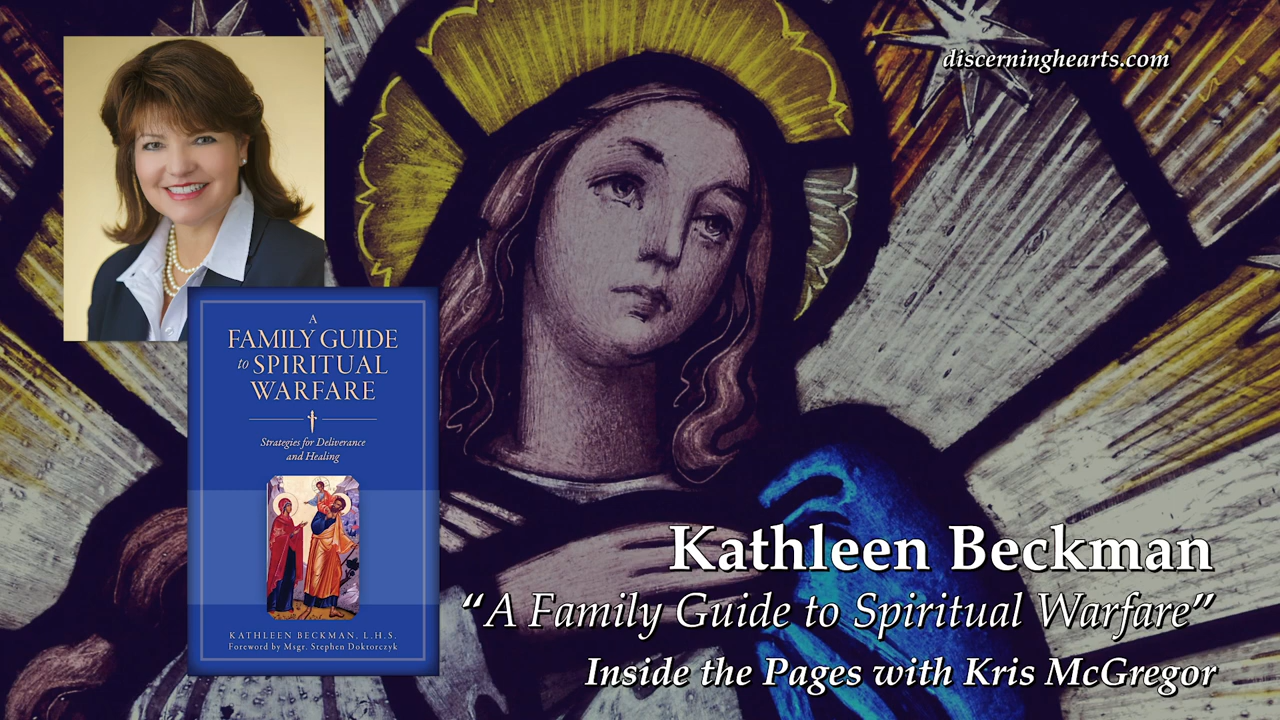 discerninghearts.com
A
FAMILY GUIDE
to SPIRITUAL
WARFARE
Strategies for Deliverance
and Healing
KATHLEEN BECKMAN, L.H.S.
Foreword by Msgr. Stephen Doktorczyk
Kathleen Beckman
“A Family Guide to Spiritual Warfare”
Inside the Pages with Kris McGregor